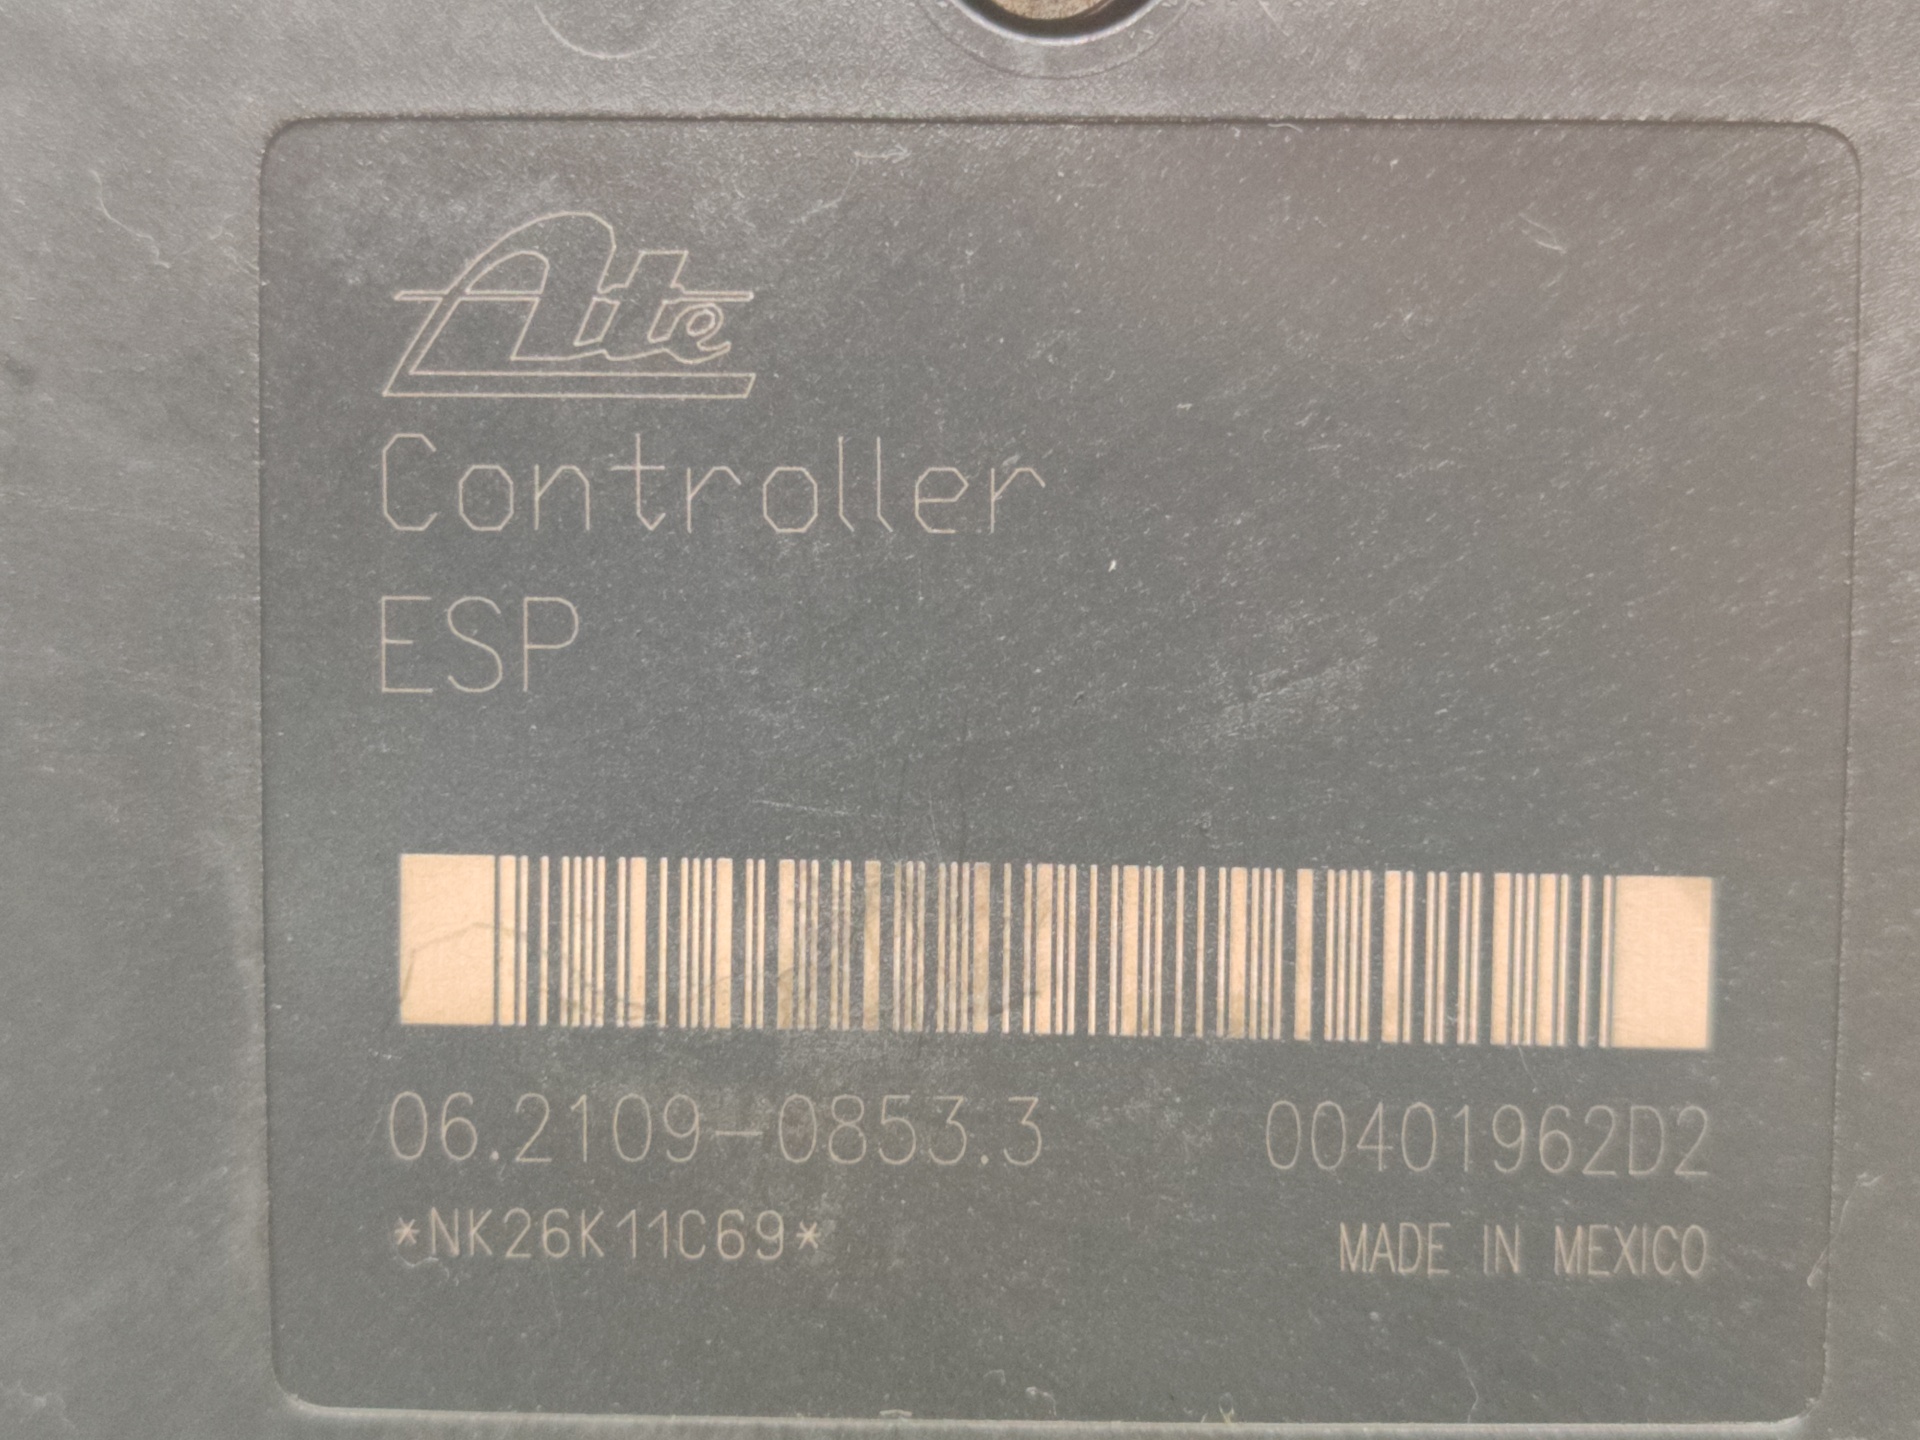 Ate
Controller
ESP
06.2109-0853.3 00401962D2
*NK26K11C69* MADE IN MEXICO